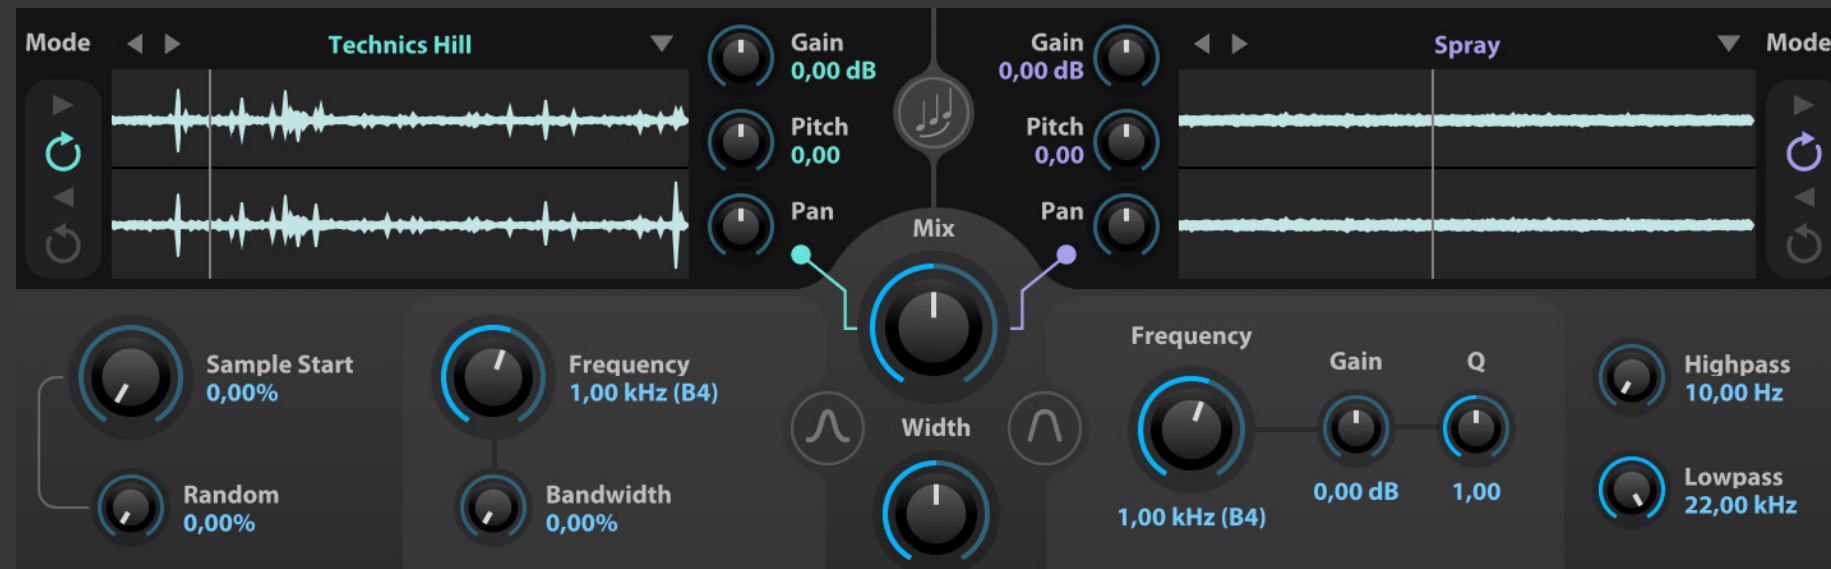 Mode
Technics Hill
Gain
0,00 dB
Pitch
0,00
Pan
Gain
0,00 dB
Pitch
0,00
Pan
Spray
Mode
Mix
Width
Sample Start
0,00%
Random
0,00%
Frequency
1,00 kHz (B4)
Bandwidth
0,00%
Frequency
1,00 kHz (B4)
Gain
0,00 dB
Q
1,00
Highpass
10,00 Hz
Lowpass
22,00 kHz